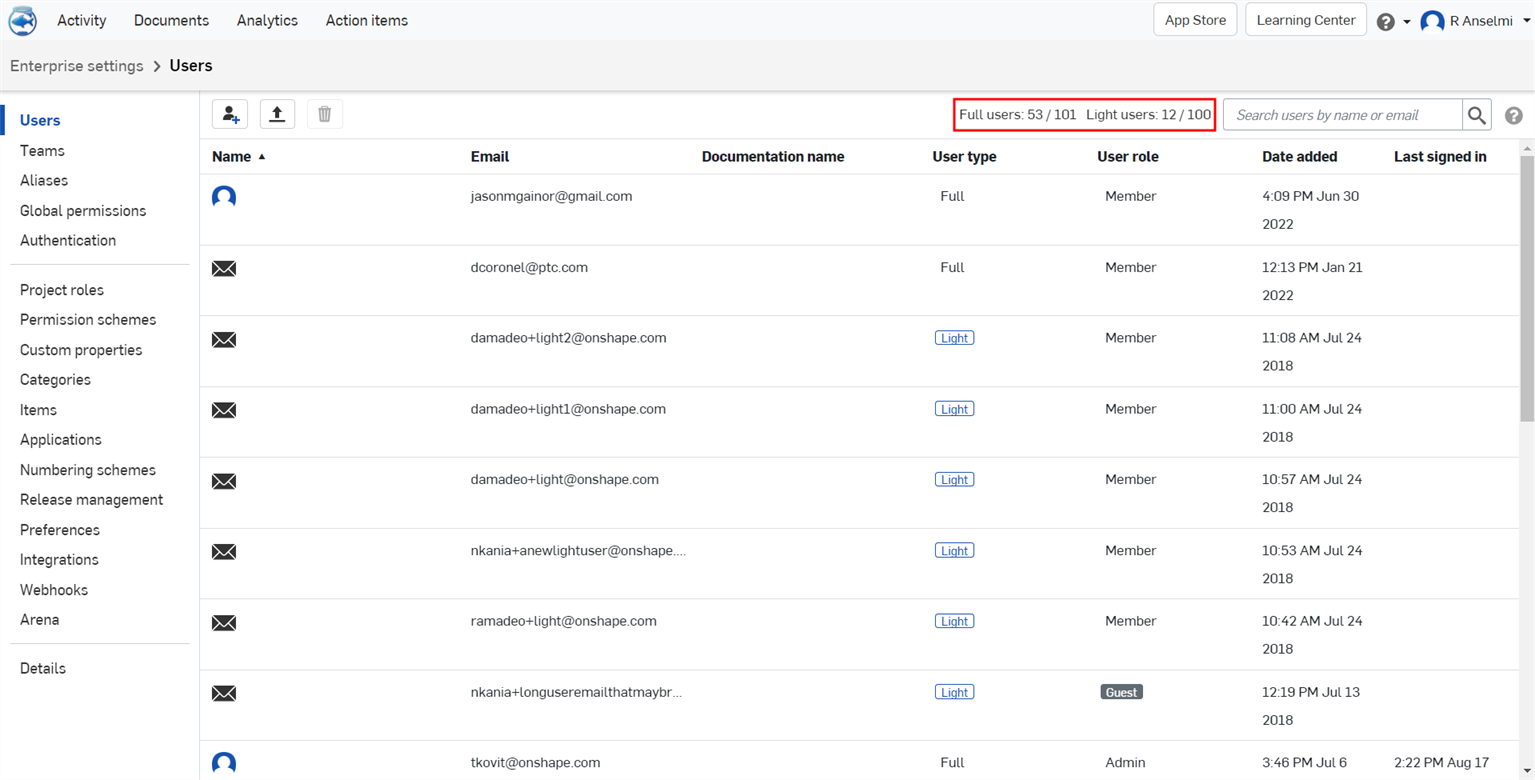 Activity Documents Analytics Action items App Store Learning Center ? R Anselmi
Enterprise settings > Users
Users
Teams
Aliases
Global permissions
Authentication
Project roles
Permission schemes
Custom properties
Categories
Items
Applications
Numbering schemes
Release management
Preferences
Integrations
Webhooks
Arena
Details
Full users: 53 / 101 Light users: 12 / 100 Search users by name or email ?
Name Email Documentation name User type User role Date added Last signed in
jasonmgainor@gmail.com Full Member 4:09 PM Jun 30
2022
dcoronel@ptc.com Full Member 12:13 PM Jan 21
2022
damadeo+light2@onshape.com Light Member 11:08 AM Jul 24
2018
damadeo+light1@onshape.com Light Member 11:00 AM Jul 24
2018
damadeo+light@onshape.com Light Member 10:57 AM Jul 24
2018
nkania+anewlightuser@onshape.... Light Member 10:53 AM Jul 24
2018
ramadeo+light@onshape.com Light Member 10:42 AM Jul 24
2018
nkania+longuseremailthatmaybr... Light Guest 12:19 PM Jul 13
2018
tkovit@onshape.com Full Admin 3:46 PM Jul 6 2:22 PM Aug 17